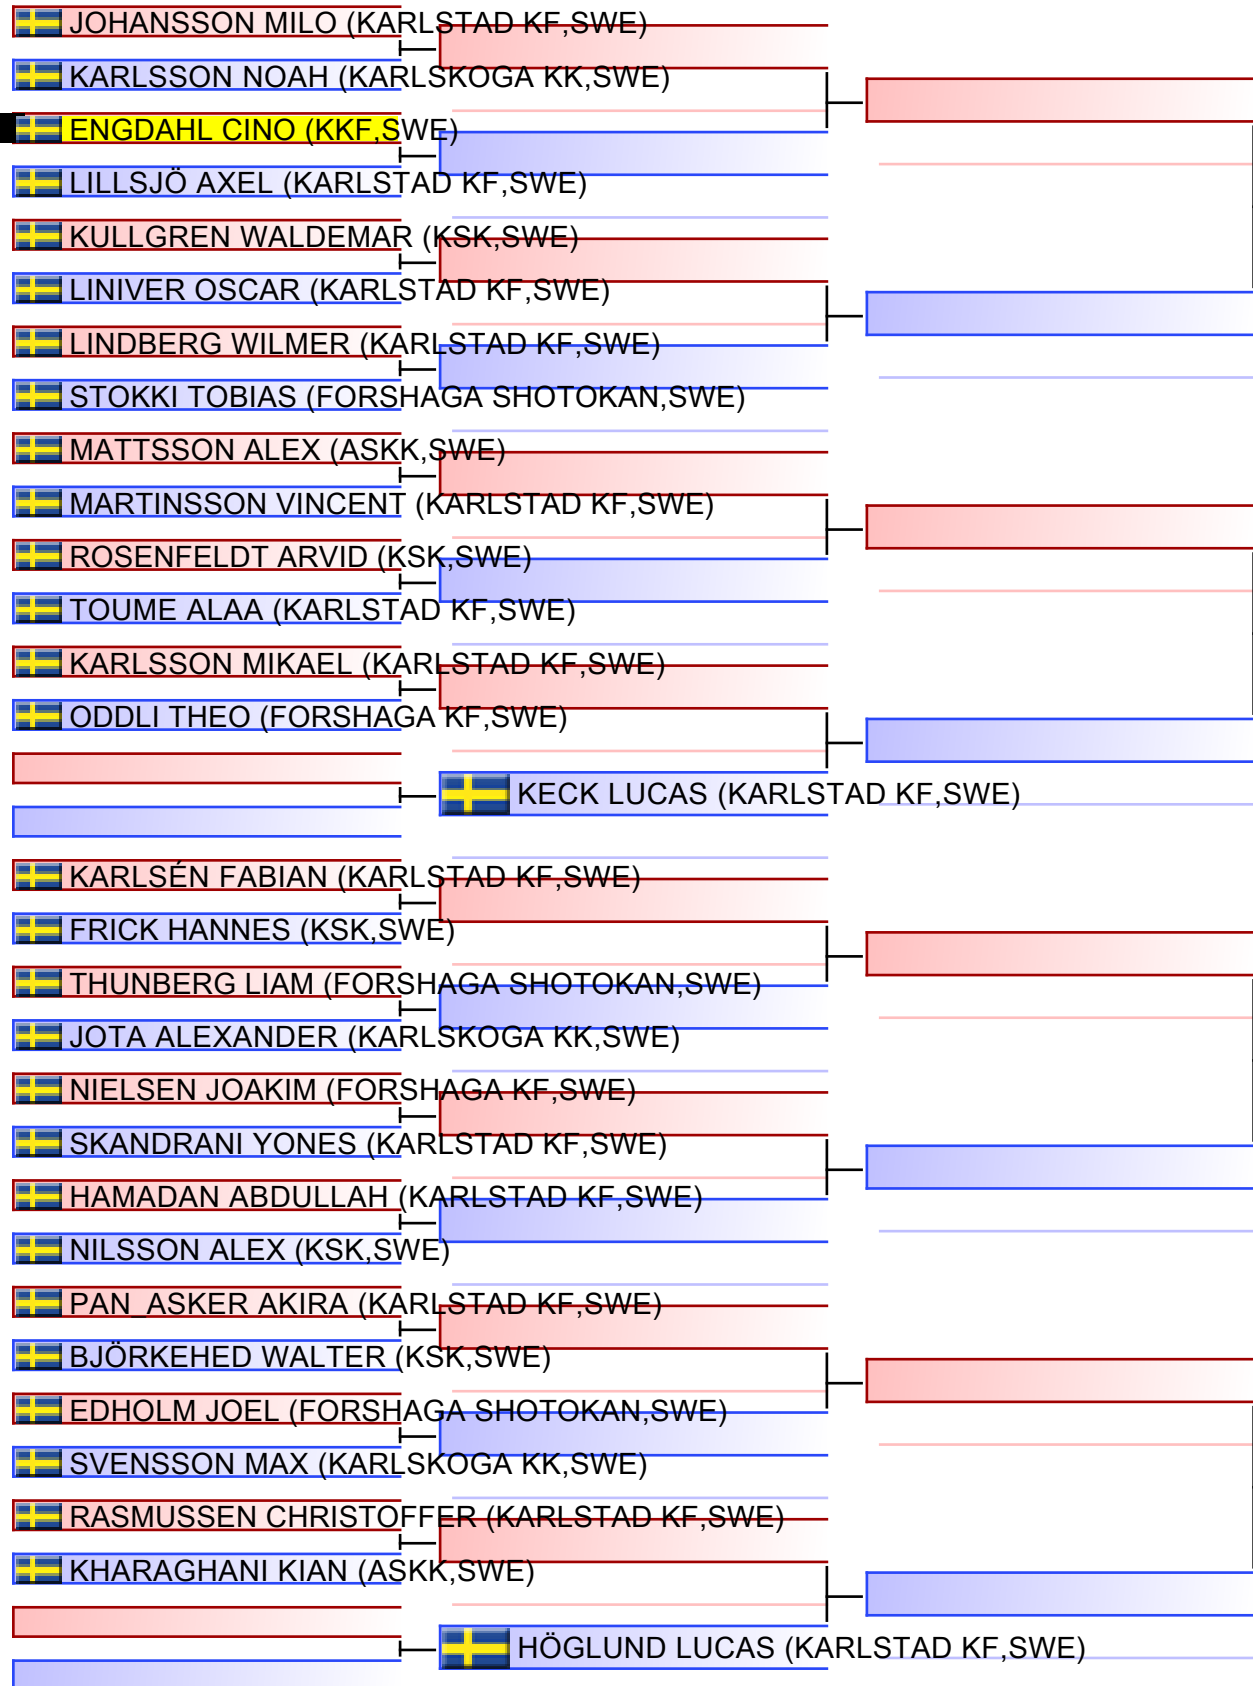 JOHANSSON MILO (KARLSTAD KF,SWE)
KARLSSON NOAH (KARLSKOGA KK,SWE)
ENGDAHL CINO (KKF,SWE)
LILLSJÖ AXEL (KARLSTAD KF,SWE)
KULLGREN WALDEMAR (KSK,SWE)
LINIVER OSCAR (KARLSTAD KF,SWE)
LINDBERG WILMER (KARLSTAD KF,SWE)
STOKKI TOBIAS (FORSHAGA SHOTOKAN,SWE)
MATTSSON ALEX (ASKK,SWE)
MARTINSSON VINCENT (KARLSTAD KF,SWE)
ROSENFELDT ARVID (KSK,SWE)
TOUME ALAA (KARLSTAD KF,SWE)
KARLSSON MIKAEL (KARLSTAD KF,SWE)
ODDLI THEO (FORSHAGA KF,SWE)
KECK LUCAS (KARLSTAD KF,SWE)
KARLSÉN FABIAN (KARLSTAD KF,SWE)
FRICK HANNES (KSK,SWE)
THUNBERG LIAM (FORSHAGA SHOTOKAN,SWE)
JOTA ALEXANDER (KARLSKOGA KK,SWE)
NIELSEN JOAKIM (FORSHAGA KF,SWE)
SKANDRANI YONES (KARLSTAD KF,SWE)
HAMADAN ABDULLAH (KARLSTAD KF,SWE)
NILSSON ALEX (KSK,SWE)
PAN_ASKER AKIRA (KARLSTAD KF,SWE)
BJÖRKEHED WALTER (KSK,SWE)
EDHOLM JOEL (FORSHAGA SHOTOKAN,SWE)
SVENSSON MAX (KARLSKOGA KK,SWE)
RASMUSSEN CHRISTOFFER (KARLSTAD KF,SWE)
KHARAGHANI KIAN (ASKK,SWE)
HÖGLUND LUCAS (KARLSTAD KF,SWE)